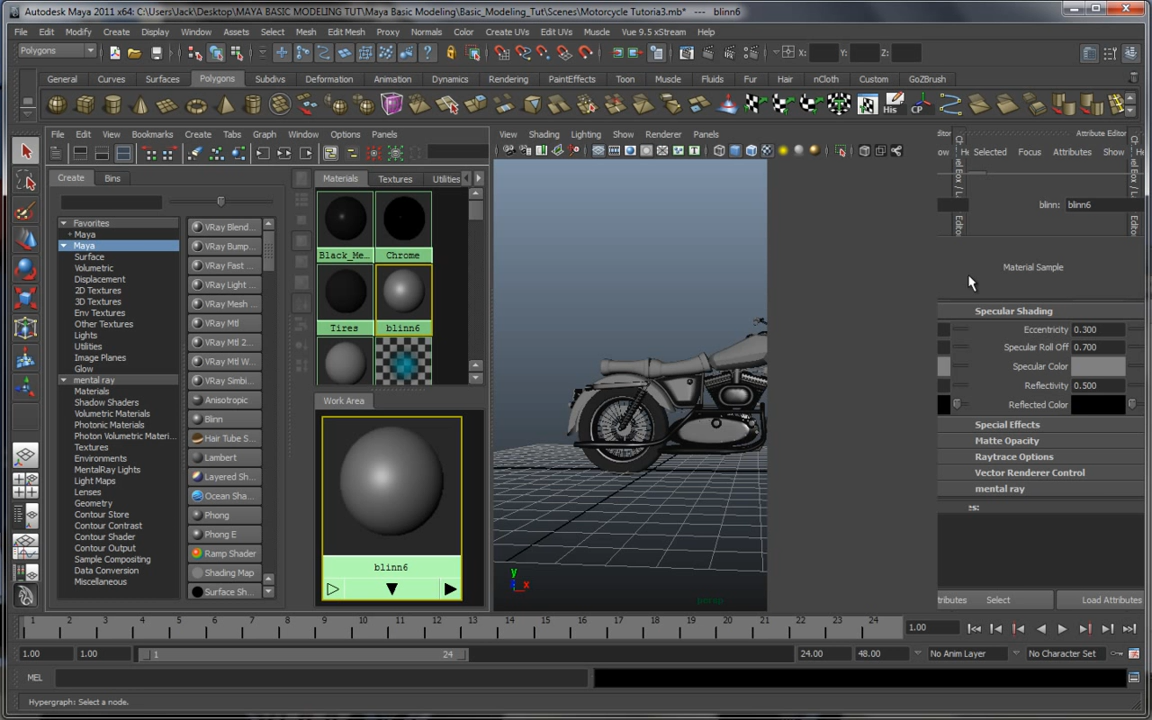 Autodesk Maya 2011 x64: C:\Users\Jack\Desktop\MAYA BASIC MODELING TUT\Maya Basic Modeling\Basic_Modeling_Tut\Scenes\Motorcycle Tutoria3.mb* --- blinn6
File Edit Modify Create Display Window Assets Select Mesh Edit Mesh Proxy Normals Color Create UVs Edit UVs Muscle Vue 9.5 xStream Help
Polygons X: Y: Z:
General Curves Surfaces Polygons Subdivs Deformation Animation Dynamics Rendering PaintEffects Toon Muscle Fluids Fur Hair nCloth Custom GoZBrush
His CP
File Edit View Bookmarks Create Tabs Graph Window Options Panels
View Shading Lighting Show Renderer Panels
Attribute Editor
Selected Focus Attributes Show
Create Bins
Materials Textures Utilities
blinn: blinn6
Material Sample
Specular Shading
Eccentricity 0.300
Specular Roll Off 0.700
Specular Color
Reflectivity 0.500
Reflected Color
Special Effects
Matte Opacity
Raytrace Options
Vector Renderer Control
mental ray
Select
Load Attributes
Favorites
+ Maya
Maya
Surface
Volumetric
Displacement
2D Textures
3D Textures
Env Textures
Other Textures
Lights
Utilities
Image Planes
Glow
mental ray
Materials
Shadow Shaders
Volumetric Materials
Photonic Materials
Photon Volumetric Materi...
Textures
Environments
MentalRay Lights
Light Maps
Lenses
Geometry
Contour Store
Contour Contrast
Contour Shader
Contour Output
Sample Compositing
Data Conversion
Miscellaneous
VRay Blend...
VRay Bump...
VRay Fast ...
VRay Light ...
VRay Mesh ...
VRay Mtl
VRay Mtl 2...
VRay Mtl W...
VRay Simbi...
Anisotropic
Blinn
Hair Tube S...
Lambert
Layered Sh...
Ocean Sha...
Phong
Phong E
Ramp Shader
Shading Map
Surface Sh...
Black_Me... Chrome
Tires blinn6
Work Area
blinn6
y
x
persp
1 2 3 4 5 6 7 8 9 10 11 12 13 14 15 16 17 18 19 20 21 22 23 24 1.00
1.00 1.00 1 24 24.00 48.00 No Anim Layer No Character Set
MEL
Hypergraph: Select a node.